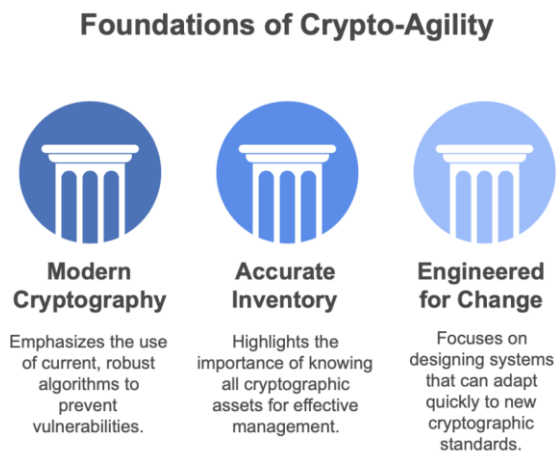 Foundations of Crypto-Agility
Modern
Cryptography
Emphasizes the use
of current, robust
algorithms to
prevent
vulnerabilities.
Accurate
Inventory
Highlights the
importance of knowing
all cryptographic
assets for effective
management.
Engineered
for Change
Focuses on
designing systems
that can adapt
quickly to new
cryptographic
standards.